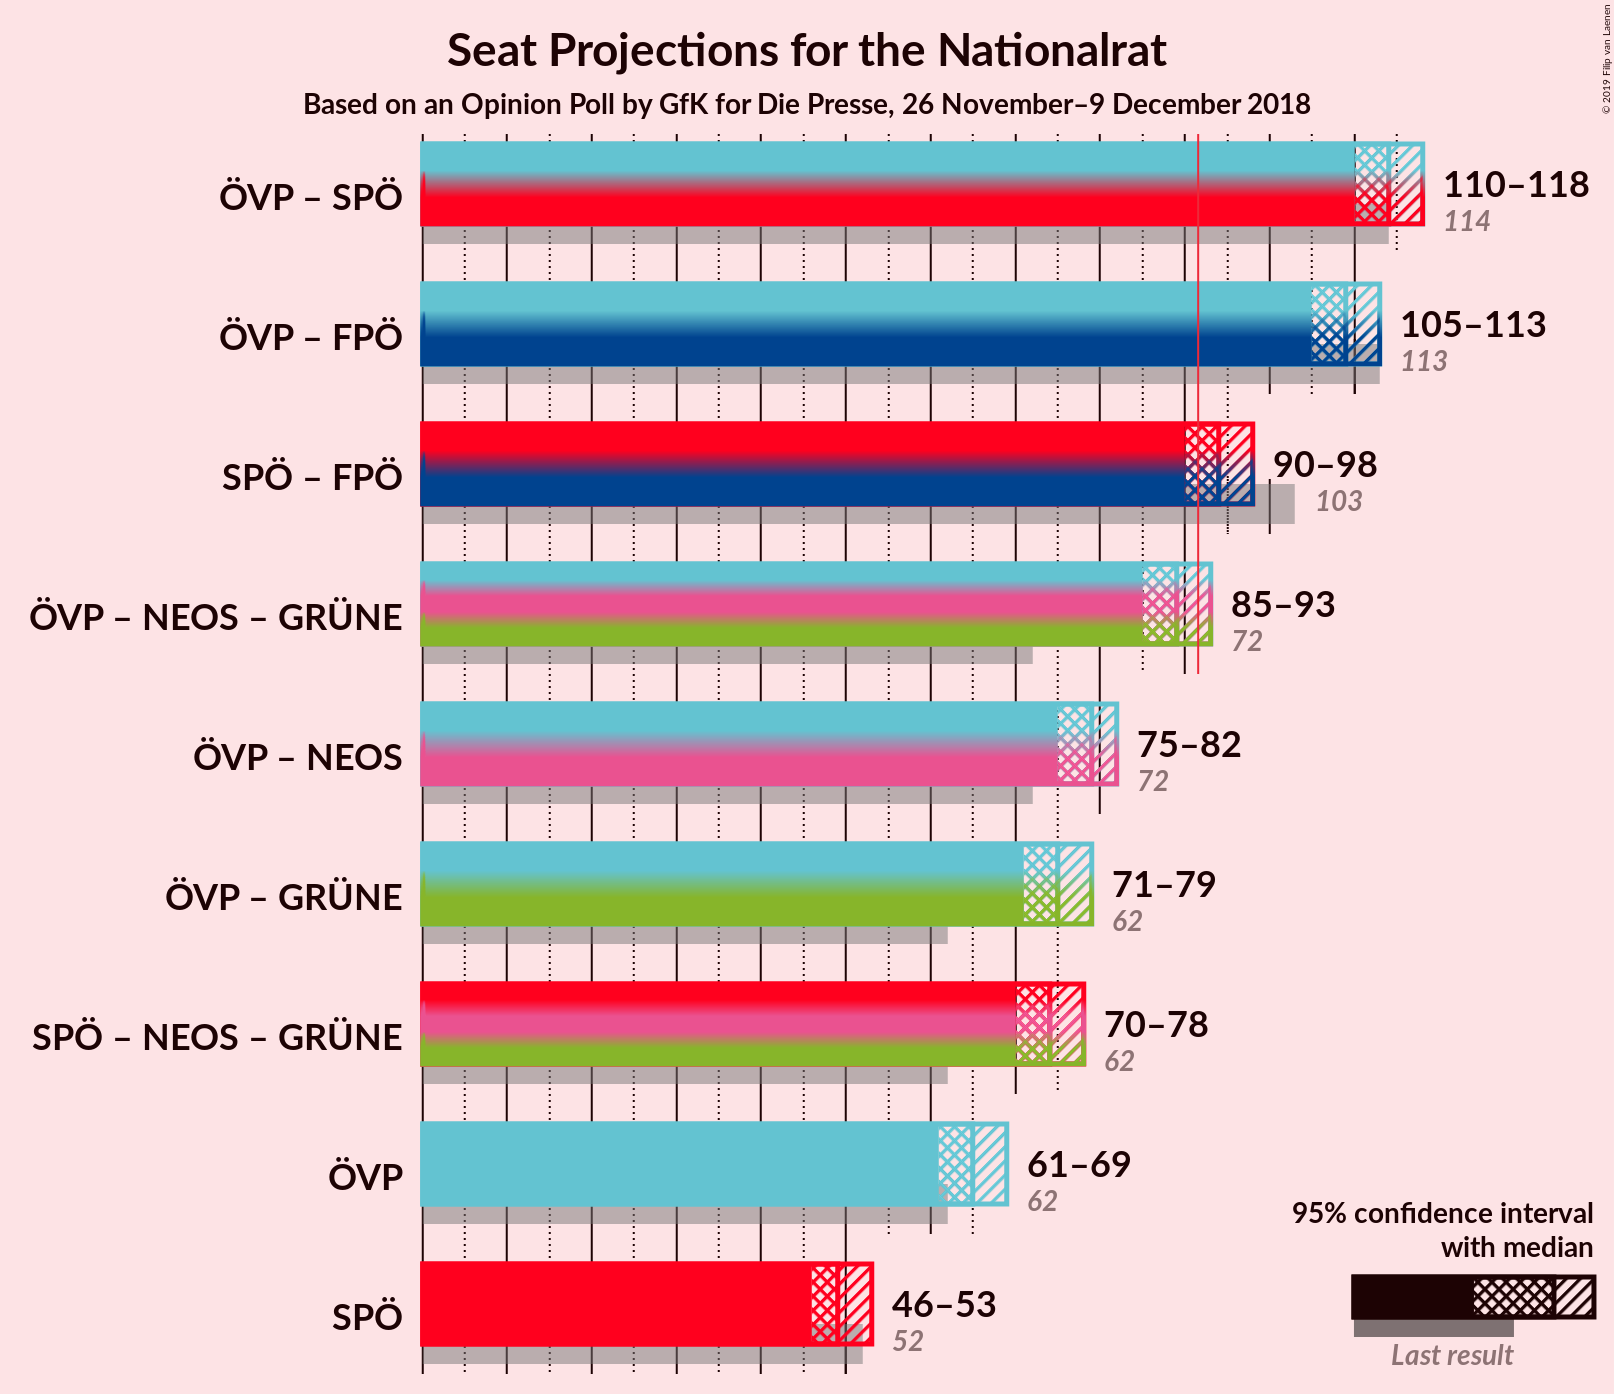 Seat Projections for the Nationalrat
Based on an Opinion Poll by GfK for Die Presse, 26 November–9 December 2018
© 2019 Filip van Laenen
ÖVP – SPÖ
110–118
114
ÖVP – FPÖ
105–113
113
SPÖ – FPÖ
90–98
103
ÖVP – NEOS – GRÜNE
85–93
72
ÖVP – NEOS
75–82
72
ÖVP – GRÜNE
71–79
62
SPÖ – NEOS – GRÜNE
70–78
62
ÖVP
61–69
62
SPÖ
46–53
52
95% confidence interval
with median
Last result